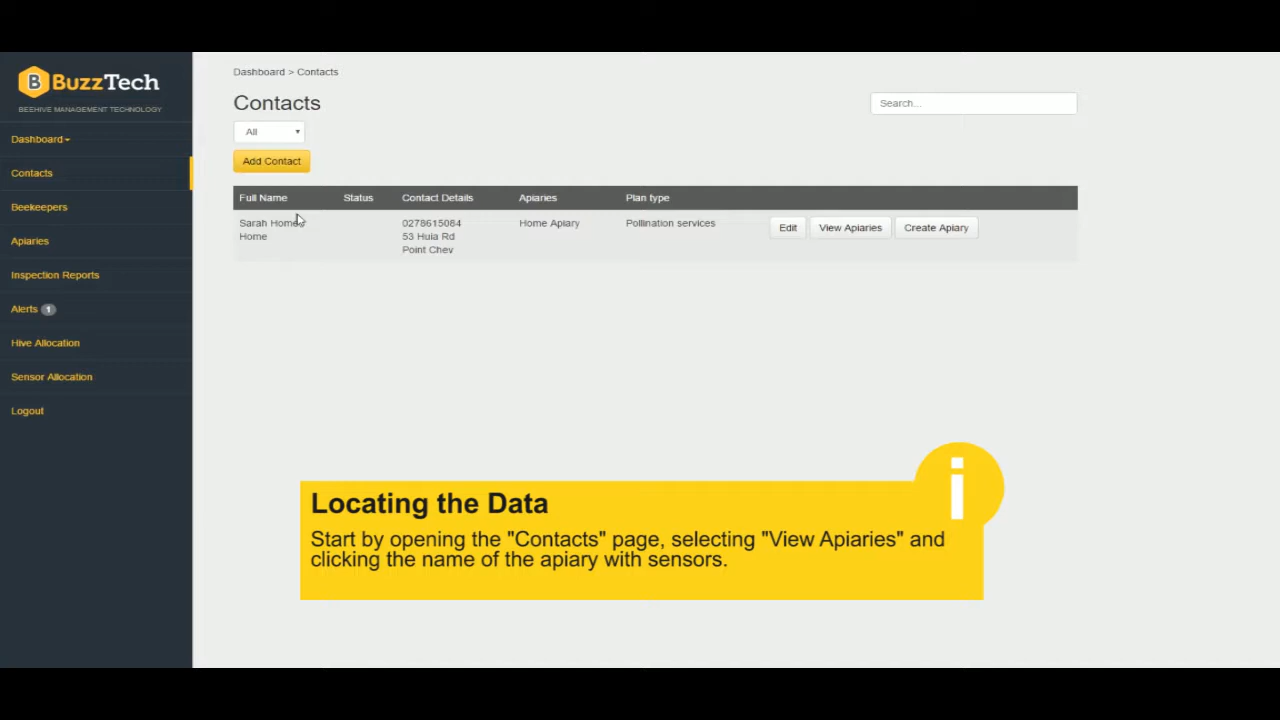 BuzzTech
BEEHIVE MANAGEMENT TECHNOLOGY
Dashboard
Contacts
Beekeepers
Apiaries
Inspection Reports
Alerts 1
Hive Allocation
Sensor Allocation
Logout
Dashboard > Contacts
Contacts
Search...
All
Add Contact
Full Name Status Contact Details Apiaries Plan type
Sarah Home 0278615084 Home Apiary Pollination services Edit View Apiaries Create Apiary
Home 53 Huia Rd
Point Chev
Locating the Data
Start by opening the "Contacts" page, selecting "View Apiaries" and
clicking the name of the apiary with sensors.